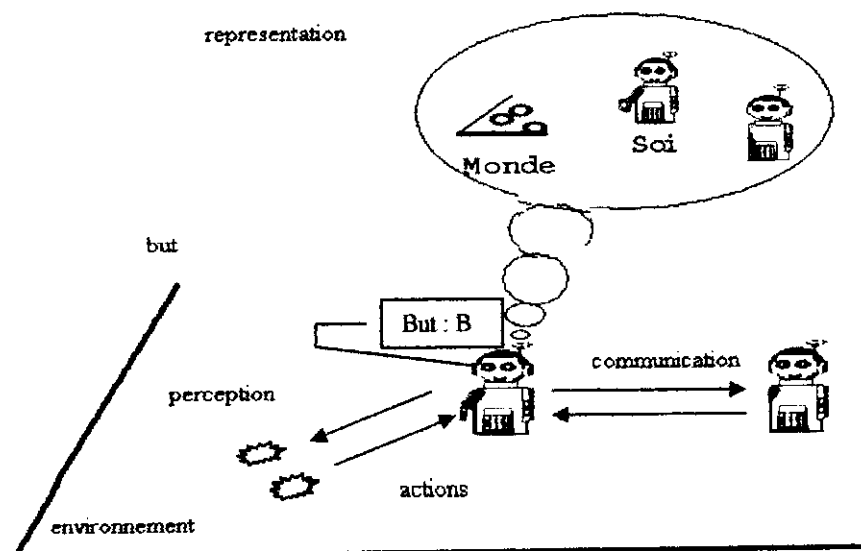 representation
Monde
Soi
but
But : B
communication
perception
actions
environnement